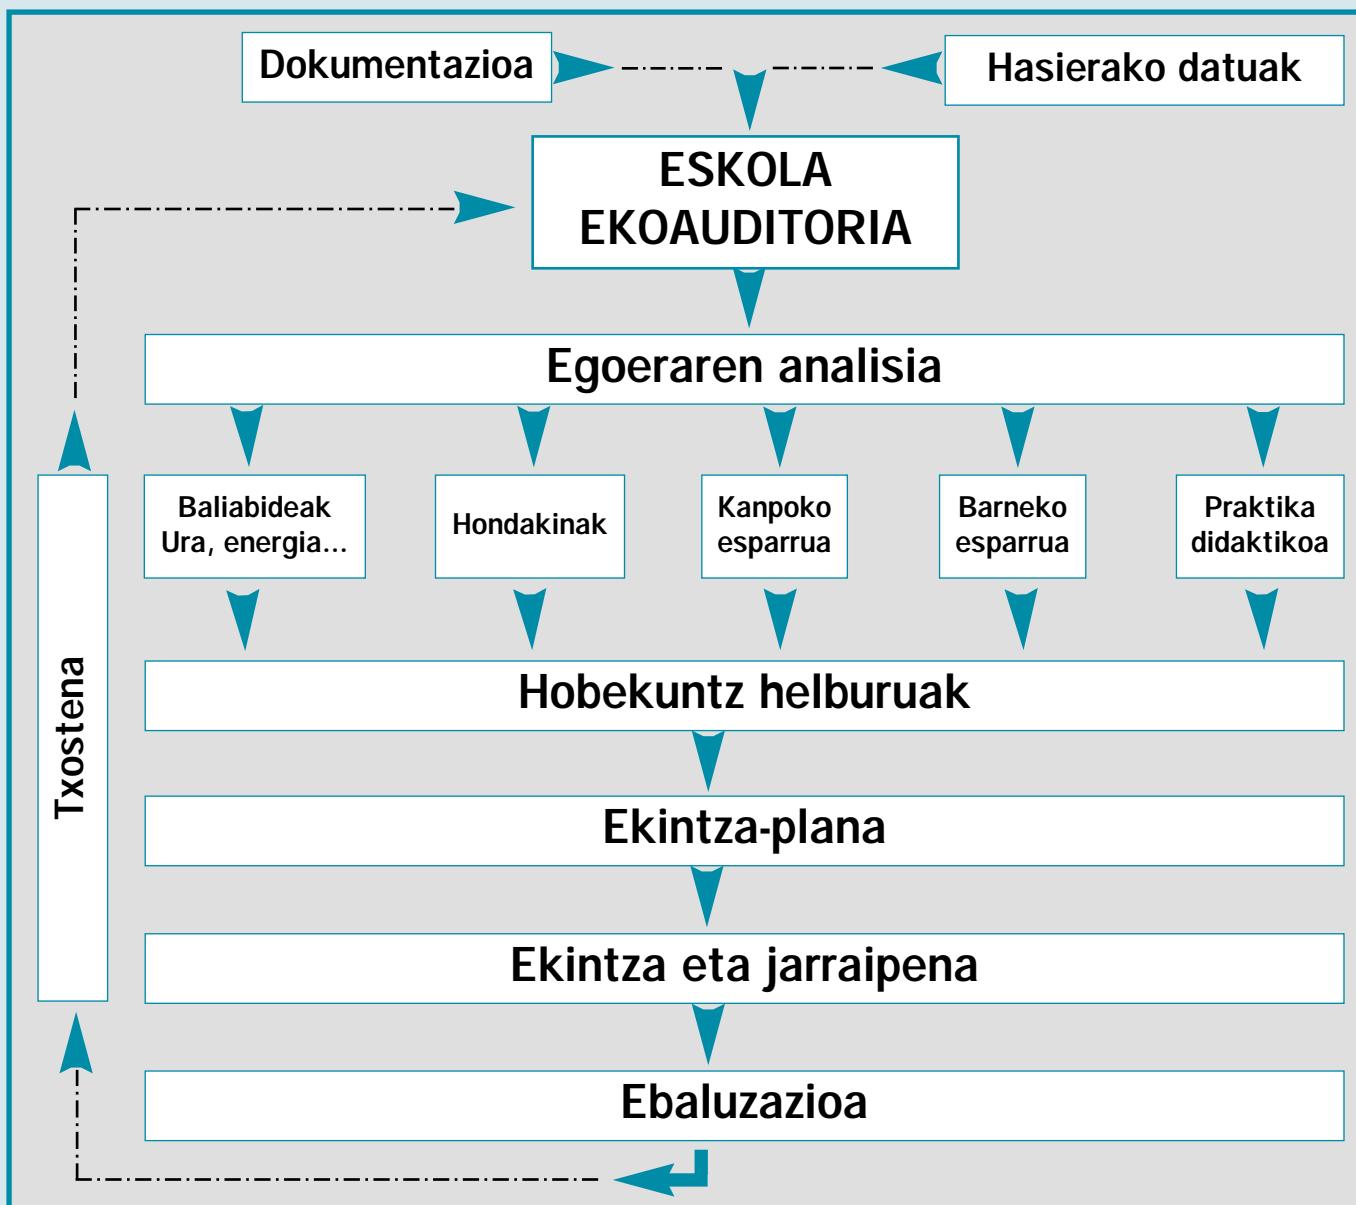 Dokumentazioa
Hasierako datuak
ESKOLA
EKOAUDITORIA
Egoeraren analisia
Baliabideak
Ura, energia...
Hondakinak
Kanpoko
esparrua
Barneko
esparrua
Praktika
didaktikoa
Txostena
Hobekuntz helburuak
Ekintza-plana
Ekintza eta jarraipena
Ebaluzazioa